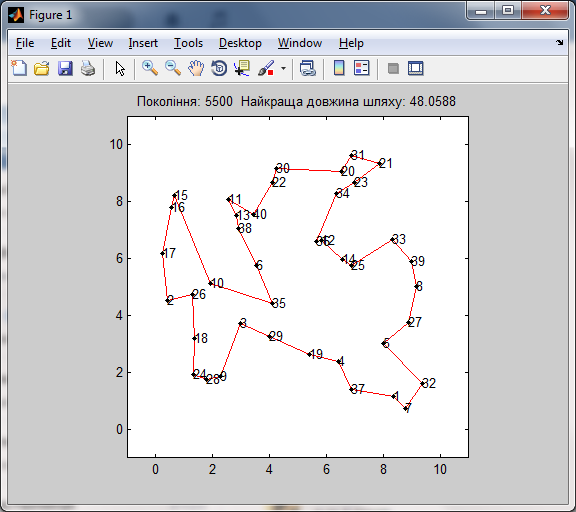 Figure 1
File Edit View Insert Tools Desktop Window Help
Покоління: 5500 Найкраща довжина шляху: 48.0588
31
30 20 21
10
22 23
15 34
16 11
8
13 40
38
36 12 33
17 6
14 25 39
6
10 8
2 26 35
4
3 27
18 29 5
19 4
2
24 28 9 32
37 1
7
0
0 2 4 6 8 10